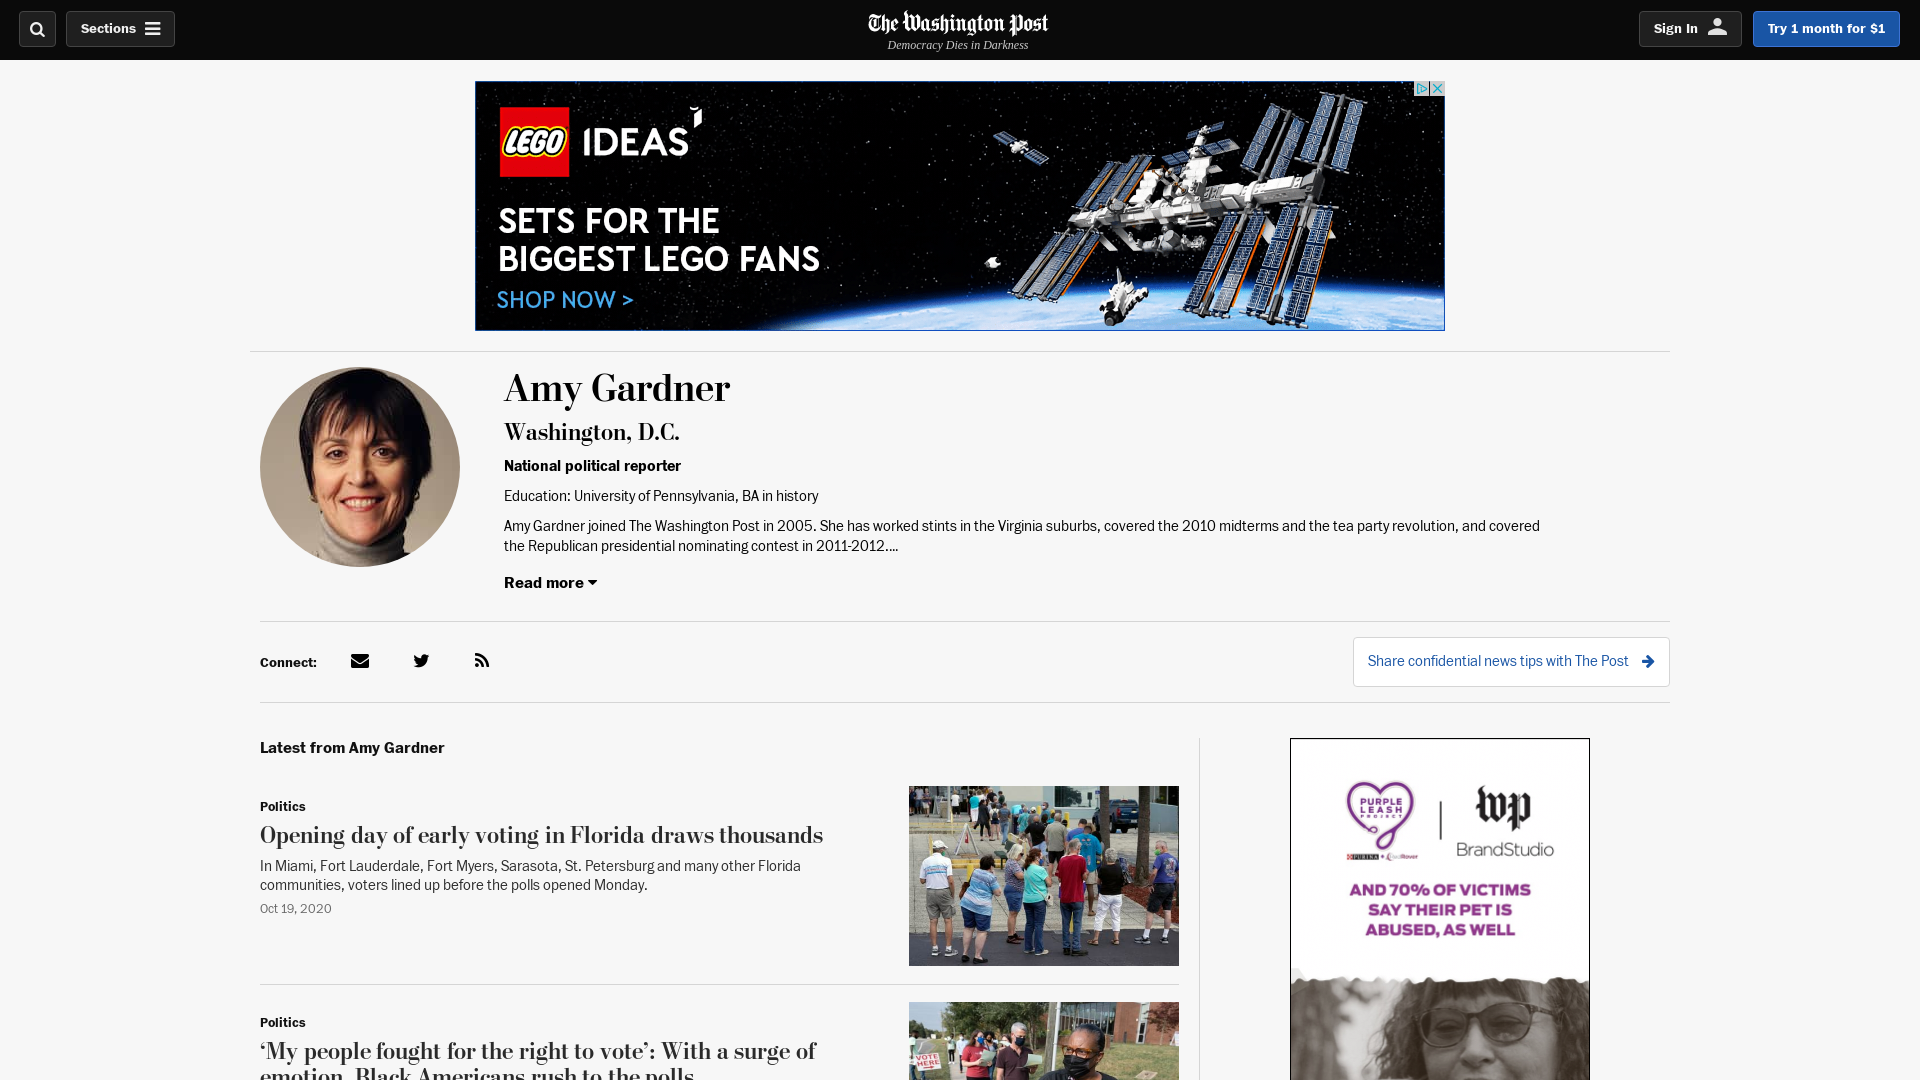 Sections
The Washington Post
Democracy Dies in Darkness
Sign In
Try 1 month for $1
LEGO IDEAS
SETS FOR THE
BIGGEST LEGO FANS
SHOP NOW >
Amy Gardner
Washington, D.C.
National political reporter
Education: University of Pennsylvania, BA in history
Amy Gardner joined The Washington Post in 2005. She has worked stints in the Virginia suburbs, covered the 2010 midterms and the tea party revolution, and covered
the Republican presidential nominating contest in 2011-2012....
Read more
Connect:
Share confidential news tips with The Post
Latest from Amy Gardner
Politics
Opening day of early voting in Florida draws thousands
In Miami, Fort Lauderdale, Fort Myers, Sarasota, St. Petersburg and many other Florida
communities, voters lined up before the polls opened Monday.
Oct 19, 2020
Politics
‘My people fought for the right to vote’: With a surge of
emotion, Black Americans rush to the polls
VOTE
HERE
PURPLE
LEASH
PROJECT
PURINA
wp
BrandStudio
AND 70% OF VICTIMS
SAY THEIR PET IS
ABUSED, AS WELL